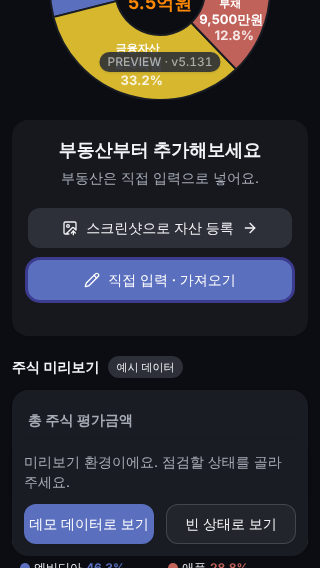 5.5억원
부채
9,500만원
12.8%
금융자산
PREVIEW · v5.131
33.2%
부동산부터 추가해보세요
부동산은 직접 입력으로 넣어요.
스크린샷으로 자산 등록 →
직접 입력 · 가져오기
주식 미리보기 예시 데이터
총 주식 평가금액
미리보기 환경이에요. 점검할 상태를 골라
주세요.
데모 데이터로 보기 빈 상태로 보기
엔비디아 46.3% 애플 28.8%